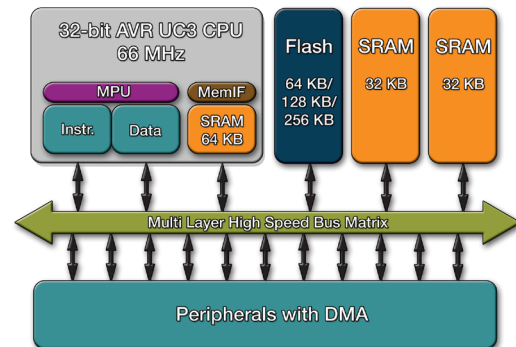 32-bit AVR UC3 CPU
66 MHz
MPU
MemIF
Instr.
Data
SRAM
64 KB
Flash
64 KB/
128 KB/
256 KB
SRAM
32 KB
SRAM
32 KB
Multi Layer High Speed Bus Matrix
Peripherals with DMA